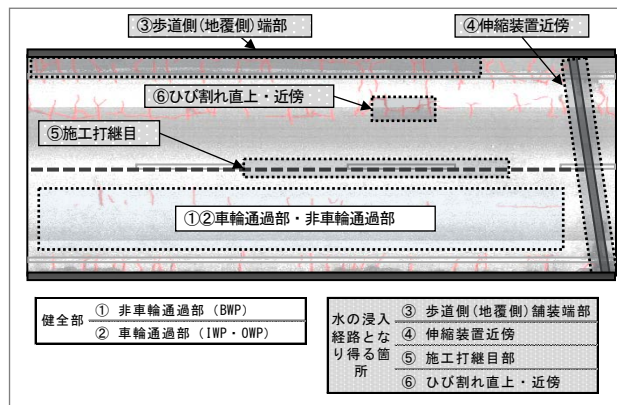 ③歩道側(地覆側)端部
④伸縮装置近傍
⑥ひび割れ直上・近傍
⑤施工打継目
①②車輪通過部・非車輪通過部
健全部
① 非車輪通過部 (BWP)
② 車輪通過部 (IWP・OWP)
水の浸入
経路とな
り得る箇
所
③ 歩道側(地覆側)舗装端部
④ 伸縮装置近傍
⑤ 施工打継目部
⑥ ひび割れ直上・近傍